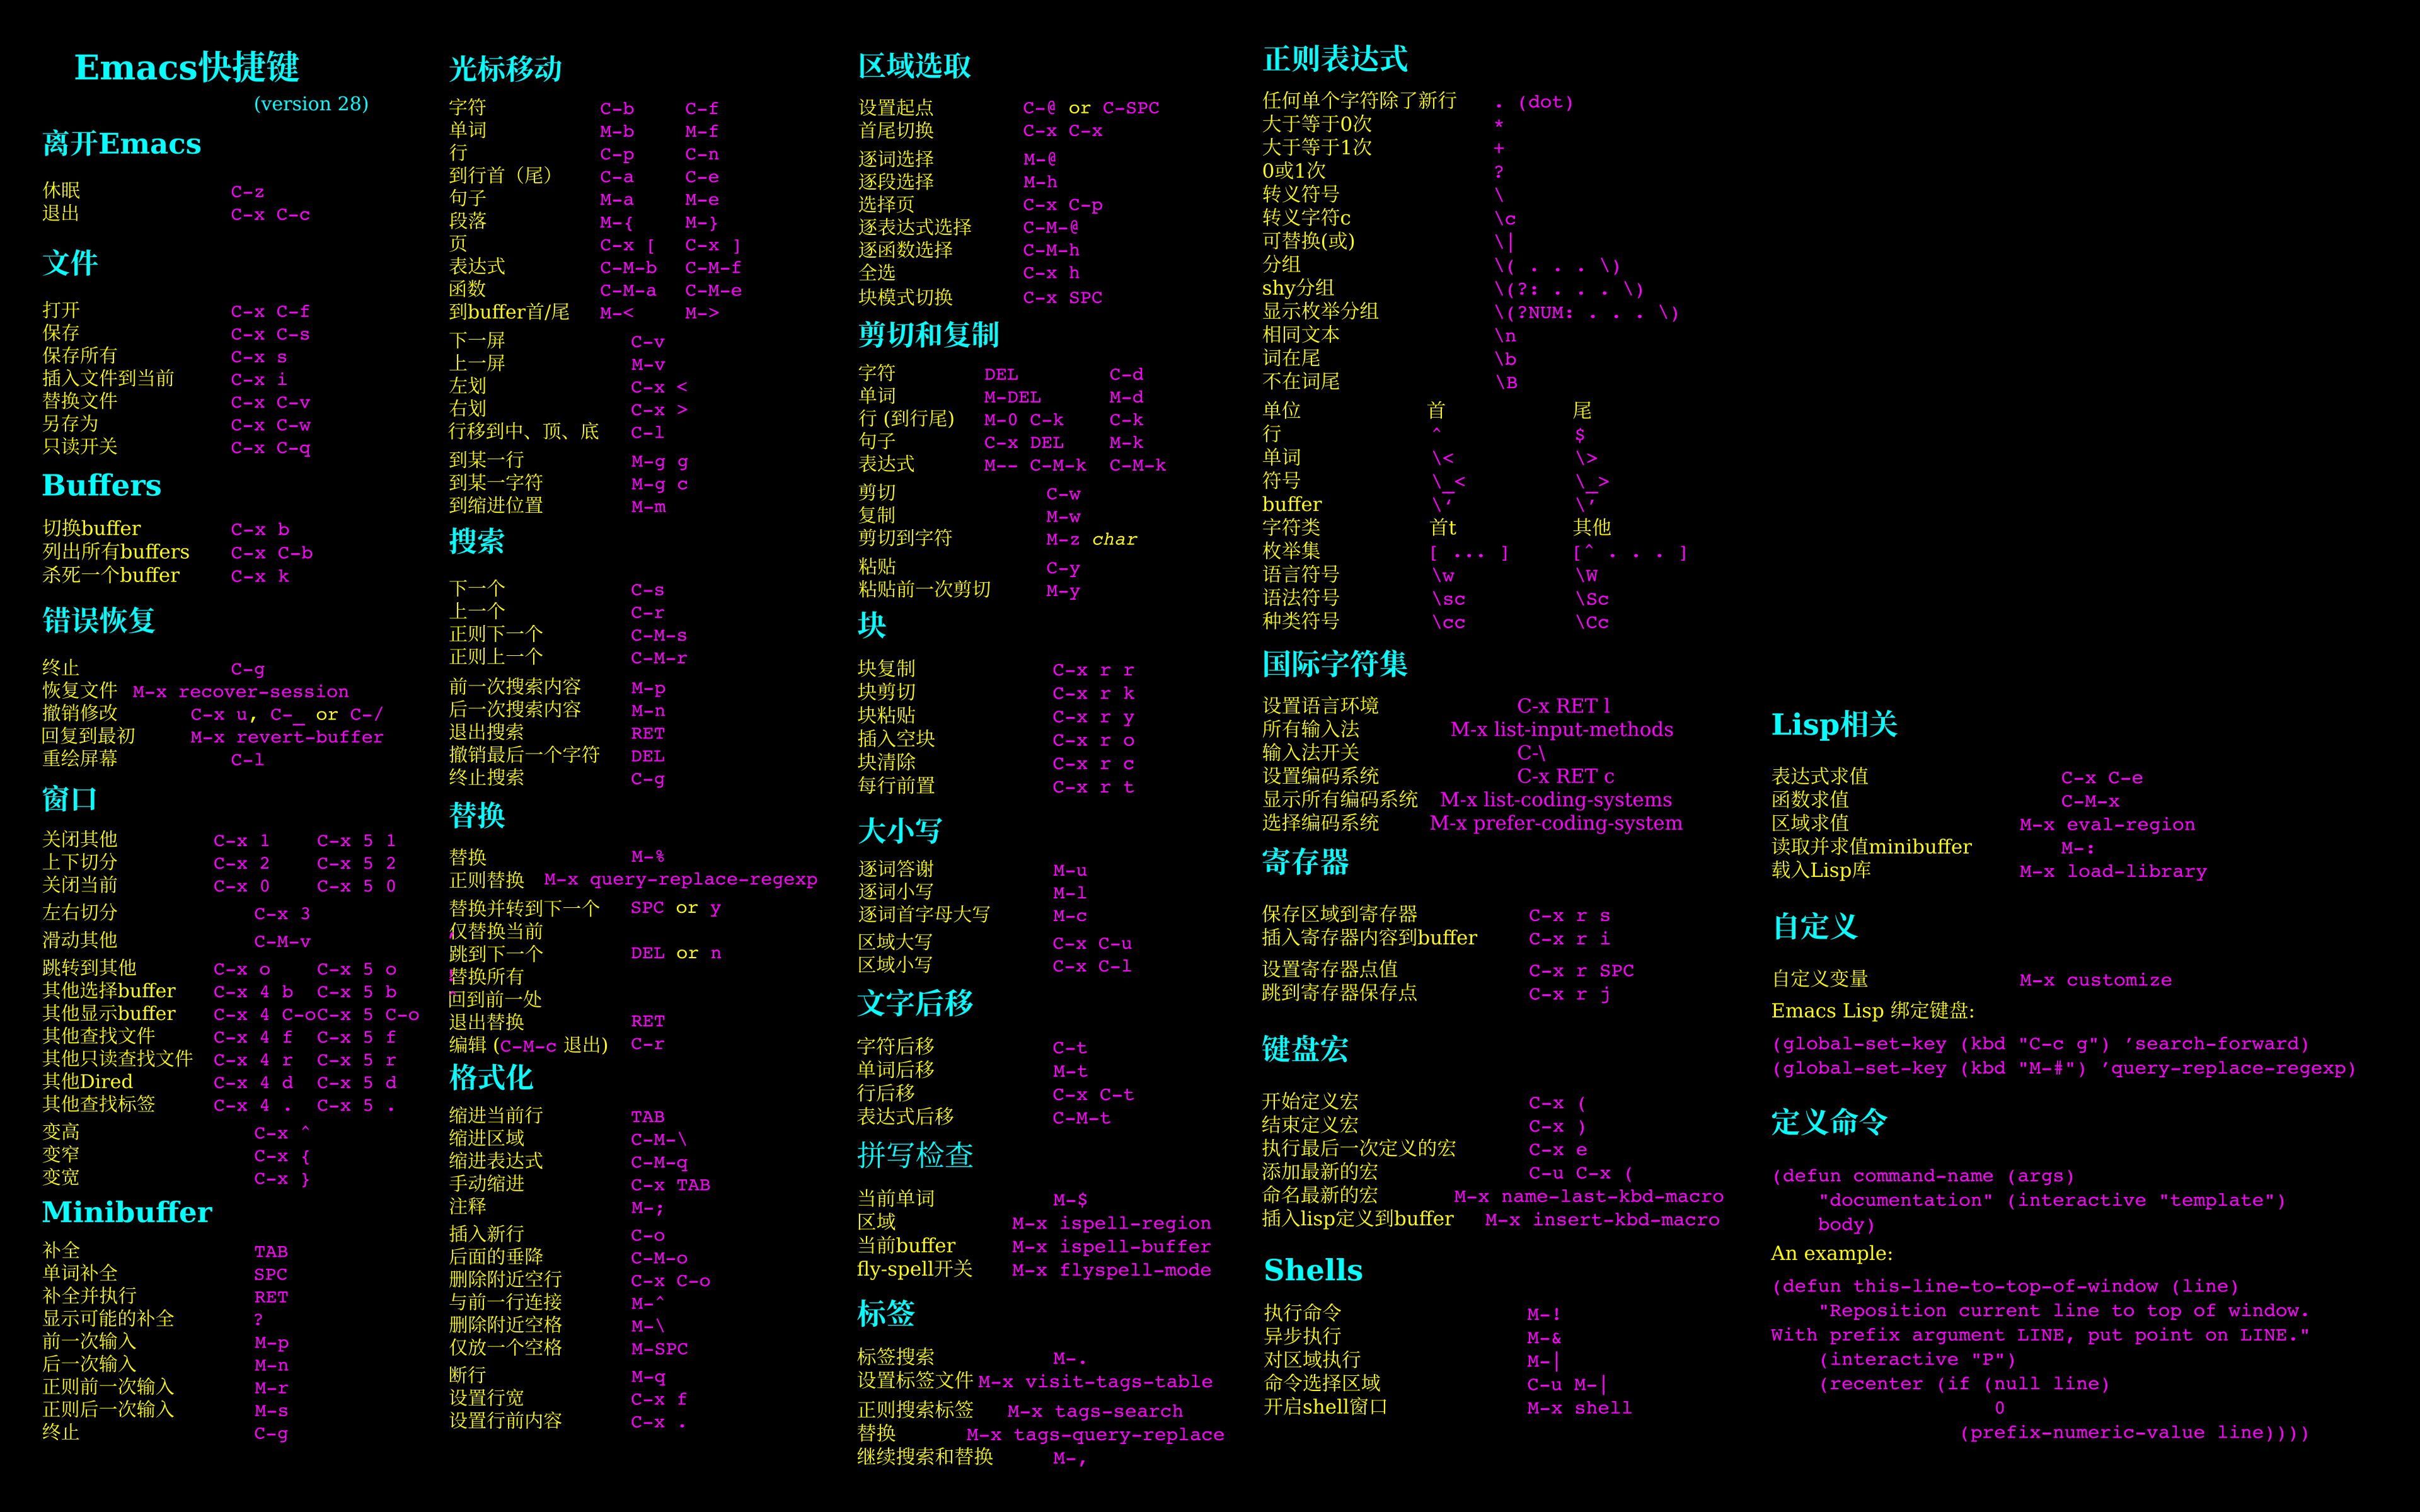 Emacs快捷键
(version 28)
离开Emacs
休眠 C-z
退出 C-x C-c
文件
打开 C-x C-f
保存 C-x C-s
保存所有 C-x s
插入文件到当前 C-x i
替换文件 C-x C-v
另存为 C-x C-w
只读开关 C-x C-q
Buffers
切换buffer C-x b
列出所有buffers C-x C-b
杀死一个buffer C-x k
错误恢复
终止 C-g
恢复文件 M-x recover-session
撤销修改 C-x u, C-_ or C-/
回复到最初 M-x revert-buffer
重绘屏幕 C-l
窗口
关闭其他 C-x 1 C-x 5 1
上下切分 C-x 2 C-x 5 2
关闭当前 C-x 0 C-x 5 0
左右切分 C-x 3
滑动其他 C-M-v
跳转到其他 C-x o C-x 5 o
其他选择buffer C-x 4 b C-x 5 b
其他显示buffer C-x 4 C-o C-x 5 C-o
其他查找文件 C-x 4 f C-x 5 f
其他只读查找文件 C-x 4 r C-x 5 r
其他Dired C-x 4 d C-x 5 d
其他查找标签 C-x 4 . C-x 5 .
变高 C-x ^
变窄 C-x {
变宽 C-x }
Minibuffer
补全 TAB
单词补全 SPC
补全并执行 RET
显示可能的补全 ?
前一次输入 M-p
后一次输入 M-n
正则前一次输入 M-r
正则后一次输入 M-s
终止 C-g
光标移动
字符 C-b C-f
单词 M-b M-f
行 C-p C-n
到行首（尾） C-a C-e
句子 M-a M-e
段落 M-{ M-}
页 C-x [ C-x ]
表达式 C-M-b C-M-f
函数 C-M-a C-M-e
到buffer首/尾 M-< M->
下一屏 C-v
上一屏 M-v
左划 C-x <
右划 C-x >
行移到中、顶、底 C-l
到某一行 M-g g
到某一字符 M-g c
到缩进位置 M-m
搜索
下一个 C-s
上一个 C-r
正则下一个 C-M-s
正则上一个 C-M-r
前一次搜索内容 M-p
后一次搜索内容 M-n
退出搜索 RET
撤销最后一个字符 DEL
终止搜索 C-g
替换
替换 M-%
正则替换 M-x query-replace-regexp
替换并转到下一个 SPC or y
仅替换当前
跳到下一个 DEL or n
替换所有
回到前一处
退出替换 RET
编辑 (C-M-c 退出) C-r
格式化
缩进当前行 TAB
缩进区域 C-M-\
缩进表达式 C-M-q
手动缩进 C-x TAB
注释 M-;
插入新行 C-o
后面的垂降 C-M-o
删除附近空行 C-x C-o
与前一行连接 M-^
删除附近空格 M-\
仅放一个空格 M-SPC
断行 M-q
设置行宽 C-x f
设置行前内容 C-x .
区域选取
设置起点 C-@ or C-SPC
首尾切换 C-x C-x
逐词选择 M-@
逐段选择 M-h
选择页 C-x C-p
逐表达式选择 C-M-@
逐函数选择 C-M-h
全选 C-x h
块模式切换 C-x SPC
剪切和复制
字符 DEL C-d
单词 M-DEL M-d
行 (到行尾) M-0 C-k C-k
句子 C-x DEL M-k
表达式 M-- C-M-k C-M-k
剪切 C-w
复制 M-w
剪切到字符 M-z char
粘贴 C-y
粘贴前一次剪切 M-y
块
块复制 C-x r r
块剪切 C-x r k
块粘贴 C-x r y
插入空块 C-x r o
块清除 C-x r c
每行前置 C-x r t
大小写
逐词答谢 M-u
逐词小写 M-l
逐词首字母大写 M-c
区域大写 C-x C-u
区域小写 C-x C-l
文字后移
字符后移 C-t
单词后移 M-t
行后移 C-x C-t
表达式后移 C-M-t
拼写检查
当前单词 M-$
区域 M-x ispell-region
当前buffer M-x ispell-buffer
fly-spell开关 M-x flyspell-mode
标签
标签搜索 M-.
设置标签文件 M-x visit-tags-table
正则搜索标签 M-x tags-search
替换 M-x tags-query-replace
继续搜索和替换 M-,
正则表达式
任何单个字符除了新行 . (dot)
大于等于0次 *
大于等于1次 +
0或1次 ?
转义符号 \
转义字符c \c
可替换(或) \|
分组 \( . . . \)
shy分组 \(?: . . . \)
显示枚举分组 \(?NUM: . . . \)
相同文本 \n
词在尾 \b
不在词尾 \B
单位 首 尾
行 ^ $
单词 \< \>
符号 \_< \_>
buffer \‘ \’
字符类 首t 其他
枚举集 [ ... ] [^ . . . ]
语言符号 \w \W
语法符号 \sc \Sc
种类符号 \cc \Cc
国际字符集
设置语言环境 C-x RET l
所有输入法 M-x list-input-methods
输入法开关 C-\
设置编码系统 C-x RET c
显示所有编码系统 M-x list-coding-systems
选择编码系统 M-x prefer-coding-system
寄存器
保存区域到寄存器 C-x r s
插入寄存器内容到buffer C-x r i
设置寄存器点值 C-x r SPC
跳到寄存器保存点 C-x r j
键盘宏
开始定义宏 C-x (
结束定义宏 C-x )
执行最后一次定义的宏 C-x e
添加最新的宏 C-u C-x (
命名最新的宏 M-x name-last-kbd-macro
插入lisp定义到buffer M-x insert-kbd-macro
Shells
执行命令 M-!
异步执行 M-&
对区域执行 M-|
命令选择区域 C-u M-|
开启shell窗口 M-x shell
Lisp相关
表达式求值 C-x C-e
函数求值 C-M-x
区域求值 M-x eval-region
读取并求值minibuffer M-:
载入Lisp库 M-x load-library
自定义
自定义变量 M-x customize
Emacs Lisp 绑定键盘:
(global-set-key (kbd "C-c g") ’search-forward)
(global-set-key (kbd "M-#") ’query-replace-regexp)
定义命令
(defun command-name (args)
"documentation" (interactive "template")
body)
An example:
(defun this-line-to-top-of-window (line)
"Reposition current line to top of window.
With prefix argument LINE, put point on LINE."
(interactive "P")
(recenter (if (null line)
0
(prefix-numeric-value line))))